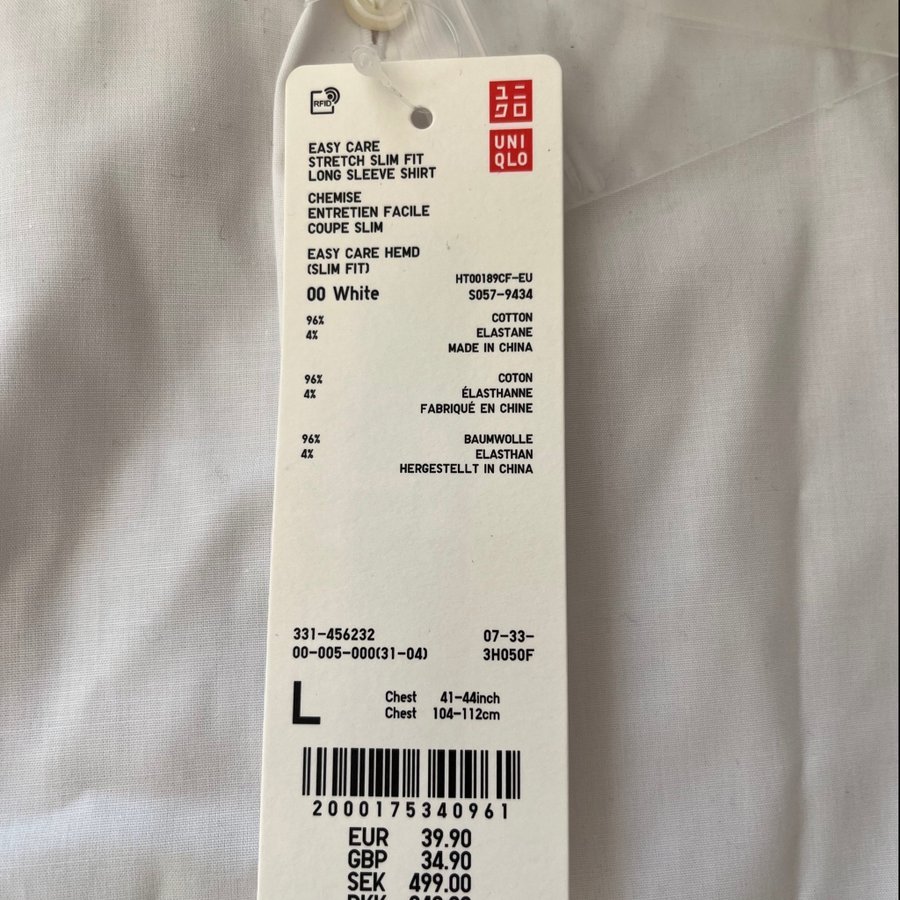 RFID
ユニ
クロ
UNI
QLO
EASY CARE
STRETCH SLIM FIT
LONG SLEEVE SHIRT
CHEMISE
ENTRETIEN FACILE
COUPE SLIM
EASY CARE HEMD
(SLIM FIT)
HT00189CF-EU
00 White S057-9434
96% COTTON
4% ELASTANE
MADE IN CHINA
96% COTON
4% ÉLASTHANNE
FABRIQUÉ EN CHINE
96% BAUMWOLLE
4% ELASTHAN
HERGESTELLT IN CHINA
331-456232 07-33-
00-005-000(31-04) 3H050F
L Chest 41-44inch
Chest 104-112cm
2000175340961
EUR 39.90
GBP 34.90
SEK 499.00